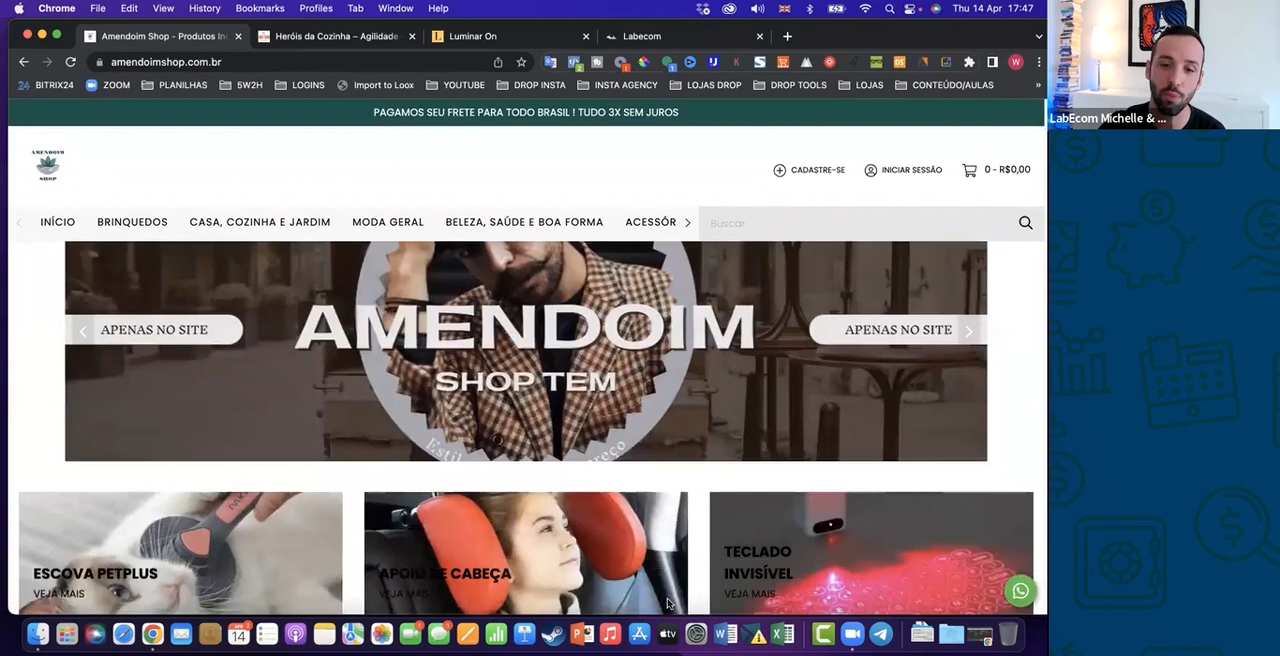 Chrome File Edit View History Bookmarks Profiles Tab Window Help
Thu 14 Apr 17:47
Amendoim Shop - Produtos In
Heróis da Cozinha – Agilidade
Luminar On
Labecom
amendoimshop.com.br
BITRIX24 ZOOM PLANILHAS 5W2H LOGINS Import to Loox YOUTUBE DROP INSTA INSTA AGENCY LOJAS DROP DROP TOOLS LOJAS CONTEÚDO/AULAS
PAGAMOS SEU FRETE PARA TODO BRASIL ! TUDO 3X SEM JUROS
AMENDOIM
SHOP
CADASTRE-SE
INICIAR SESSÃO
0 - R$0,00
INÍCIO BRINQUEDOS CASA, COZINHA E JARDIM MODA GERAL BELEZA, SAÚDE E BOA FORMA ACESSÓR
Buscar
APENAS NO SITE
AMENDOIM
SHOP TEM
APENAS NO SITE
ESCOVA PETPLUS
VEJA MAIS
APOIO DE CABEÇA
VEJA MAIS
TECLADO
INVISÍVEL
VEJA MAIS
LabEcom Michelle & ...